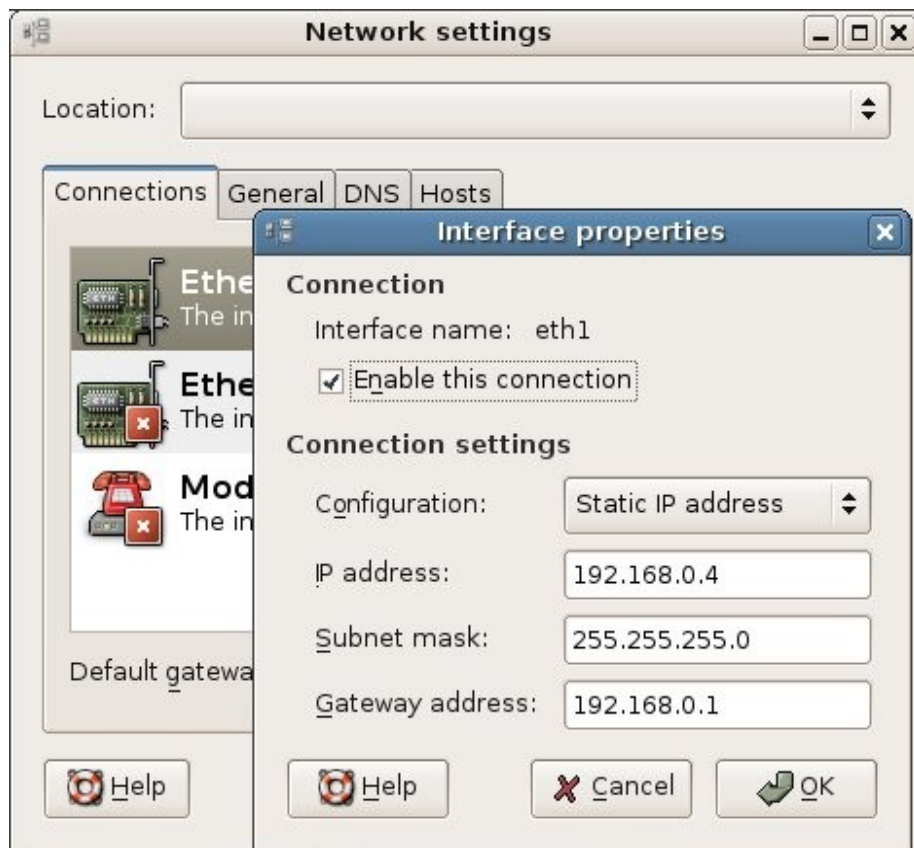 Network settings
Location:
Connections General DNS Hosts
Interface properties
Ethe
The in
Ethe
The in
Mod
The in
Default gatewa
Help
Connection
Interface name: eth1
Enable this connection
Connection settings
Configuration: Static IP address
IP address: 192.168.0.4
Subnet mask: 255.255.255.0
Gateway address: 192.168.0.1
Help Cancel OK